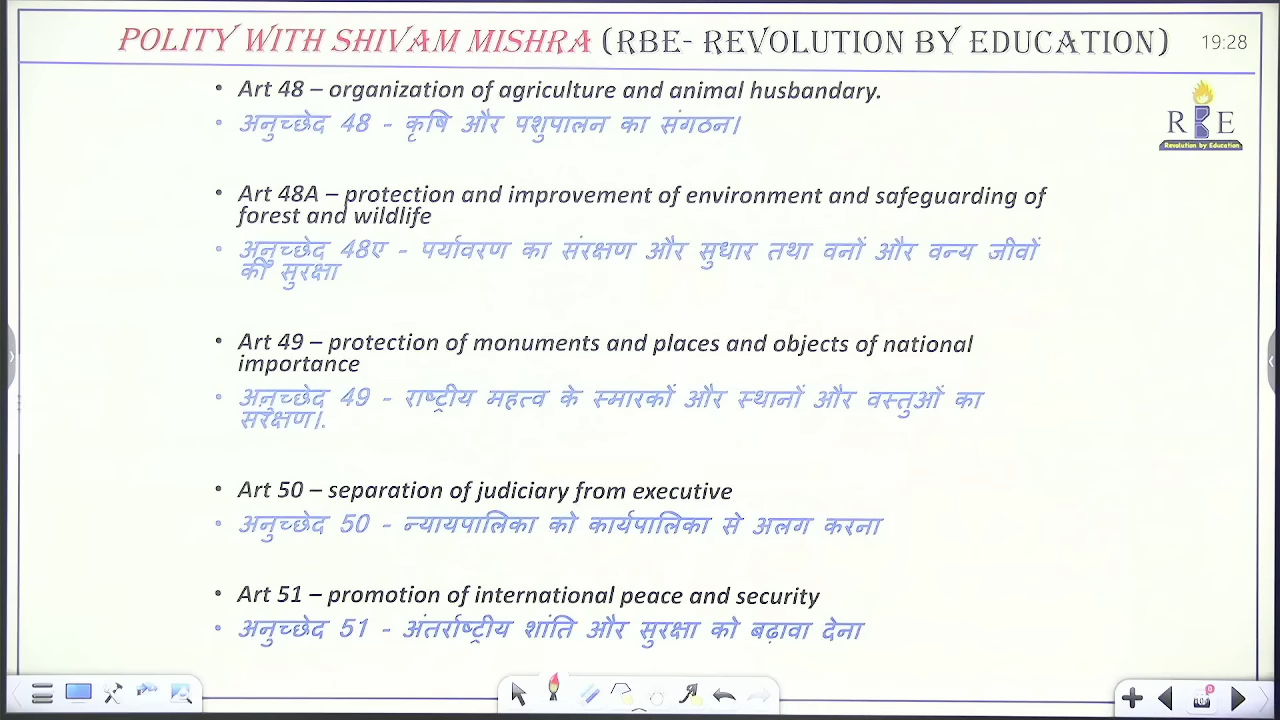 POLITY WITH SHIVAM MISHRA (RBE- REVOLUTION BY EDUCATION)
19:28
• Art 48 – organization of agriculture and animal husbandary.
• अनुच्छेद 48 - कृषि और पशुपालन का संगठन।
R B E
Revolution by Education
• Art 48A – protection and improvement of environment and safeguarding of
forest and wildlife
• अनुच्छेद 48ए - पर्यावरण का संरक्षण और सुधार तथा वनों और वन्य जीवों
की सुरक्षा
• Art 49 – protection of monuments and places and objects of national
importance
• अनुच्छेद 49 - राष्ट्रीय महत्व के स्मारकों और स्थानों और वस्तुओं का
संरक्षण।.
• Art 50 – separation of judiciary from executive
• अनुच्छेद 50 - न्यायपालिका को कार्यपालिका से अलग करना
• Art 51 – promotion of international peace and security
• अनुच्छेद 51 - अंतर्राष्ट्रीय शांति और सुरक्षा को बढ़ावा देना